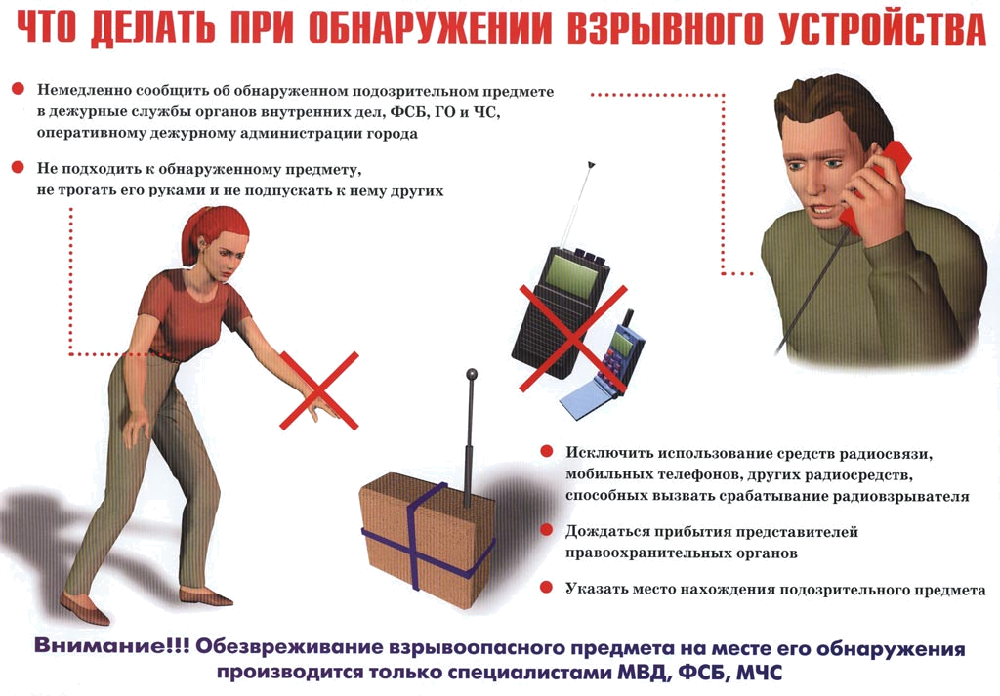 ЧТО ДЕЛАТЬ ПРИ ОБНАРУЖЕНИИ ВЗРЫВНОГО УСТРОЙСТВА
Немедленно сообщить об обнаруженном подозрительном предмете
в дежурные службы органов внутренних дел, ФСБ, ГО и ЧС,
оперативному дежурному администрации города
Не подходить к обнаруженному предмету,
не трогать его руками и не подпускать к нему других
Исключить использование средств радиосвязи,
мобильных телефонов, других радиосредств,
способных вызвать срабатывание радиовзрывателя
Дождаться прибытия представителей
правоохранительных органов
Указать место нахождения подозрительного предмета
Внимание!!! Обезвреживание взрывоопасного предмета на месте его обнаружения
производится только специалистами МВД, ФСБ, МЧС